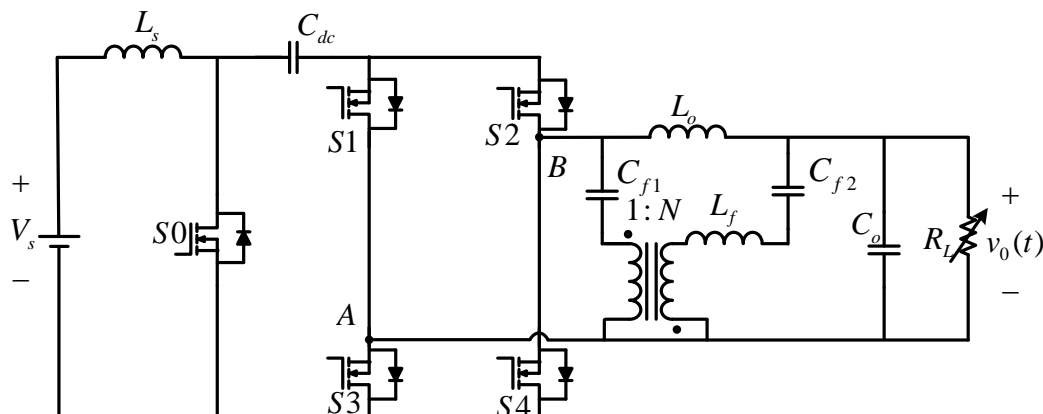 L_s
C_dc
S1
S2
L_o
B
C_f1
C_f2
1:N
L_f
+
V_s
−
S0
C_o
R_L
+
v_0(t)
−
A
S3
S4